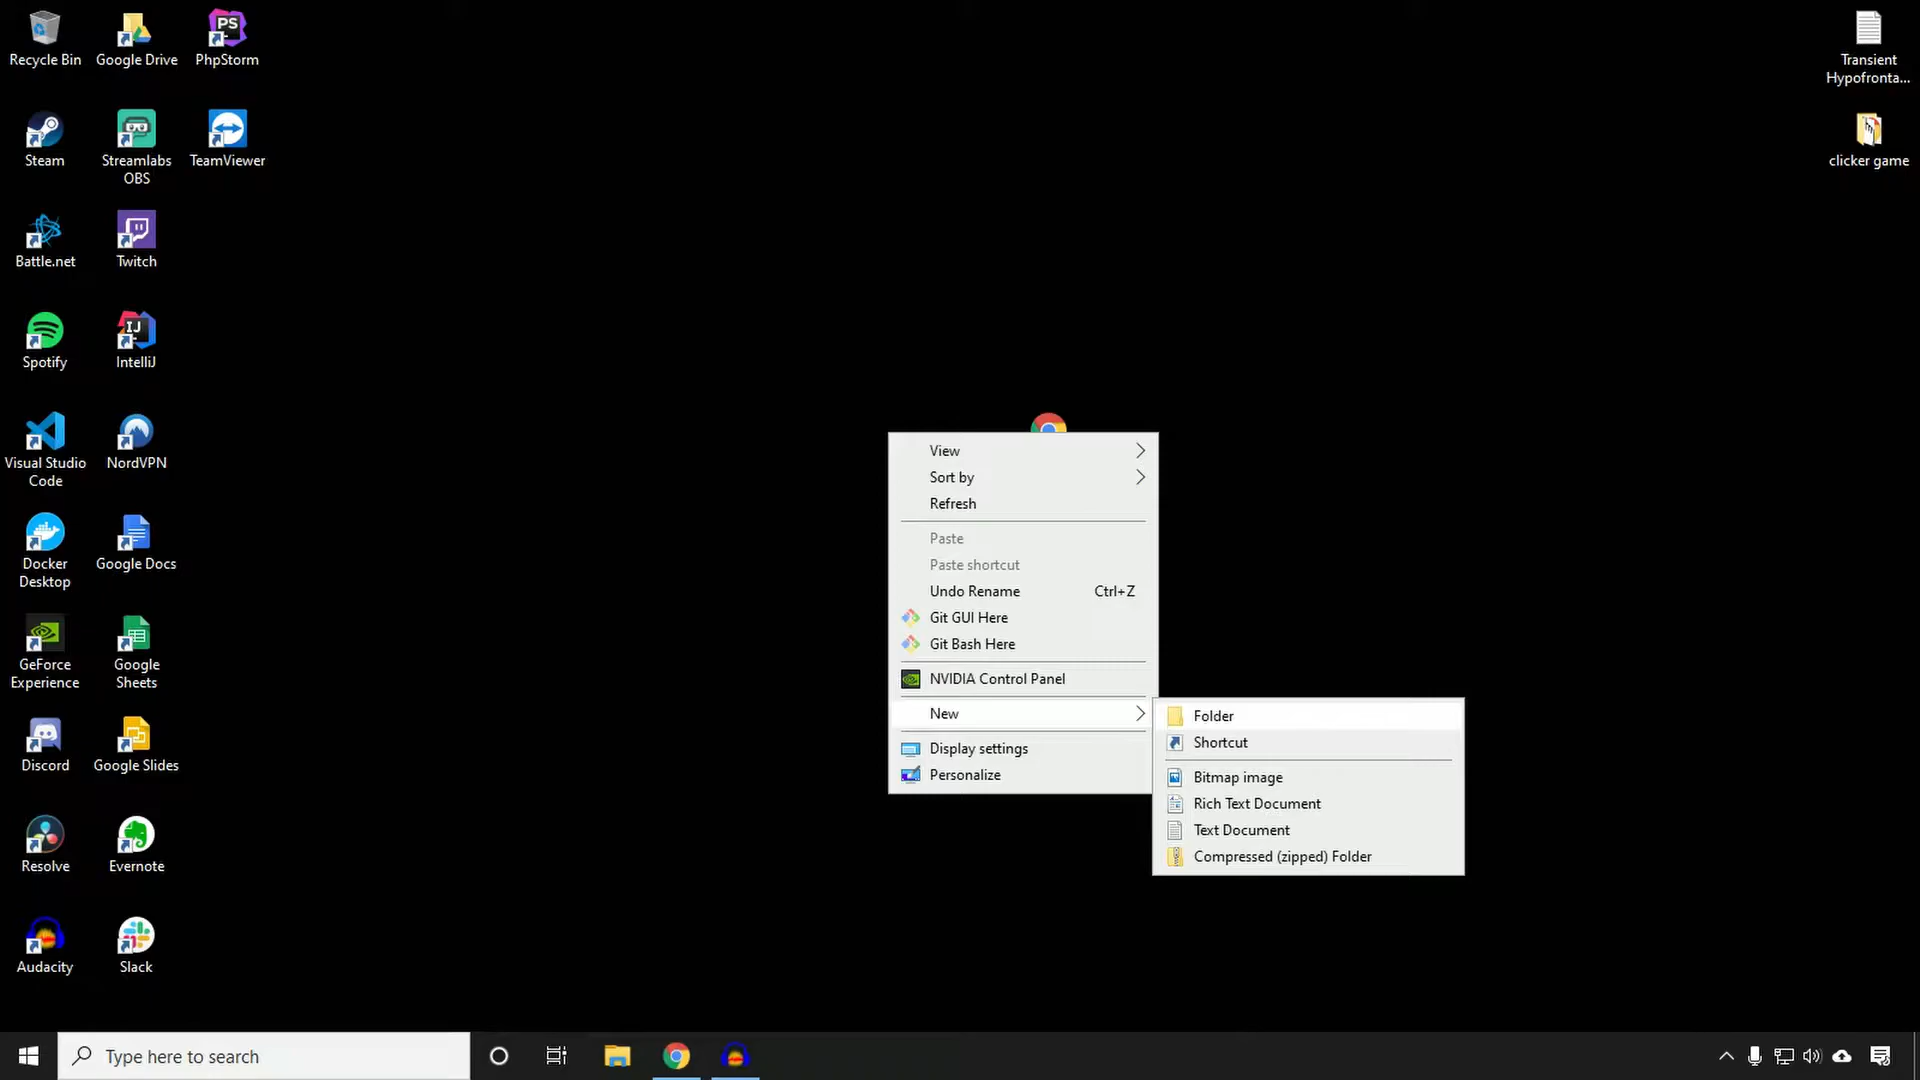 Recycle Bin
Google Drive
PS
PhpStorm
Transient
Hypofronta...
Steam
Streamlabs
OBS
TeamViewer
clicker game
Battle.net
Twitch
Spotify
IJ
IntelliJ
Visual Studio
Code
NordVPN
Docker
Desktop
Google Docs
GeForce
Experience
Google
Sheets
Discord
Google Slides
Resolve
Evernote
Audacity
Slack
View
Sort by
Refresh
Paste
Paste shortcut
Undo Rename Ctrl+Z
Git GUI Here
Git Bash Here
NVIDIA Control Panel
New
Display settings
Personalize
Folder
Shortcut
Bitmap image
Rich Text Document
Text Document
Compressed (zipped) Folder
Type here to search